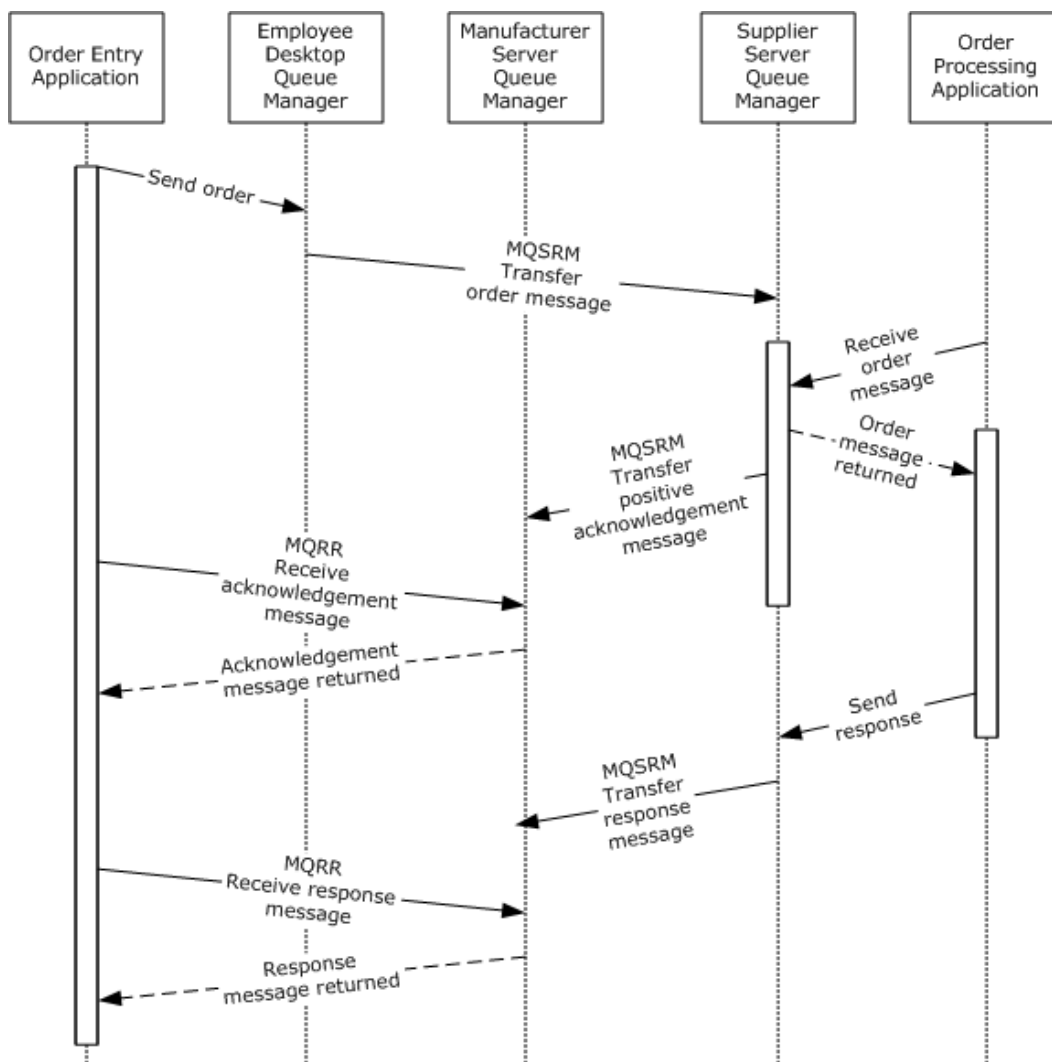 Order Entry
Application
Employee
Desktop
Queue
Manager
Manufacturer
Server
Queue
Manager
Supplier
Server
Queue
Manager
Order
Processing
Application
Send order
MQSRM
Transfer
order message
Receive
order
message
Order
message
returned
MQSRM
Transfer
positive
acknowledgement
message
MQRR
Receive
acknowledgement
message
Acknowledgement
message returned
Send
response
MQSRM
Transfer
response
message
MQRR
Receive response
message
Response
message returned